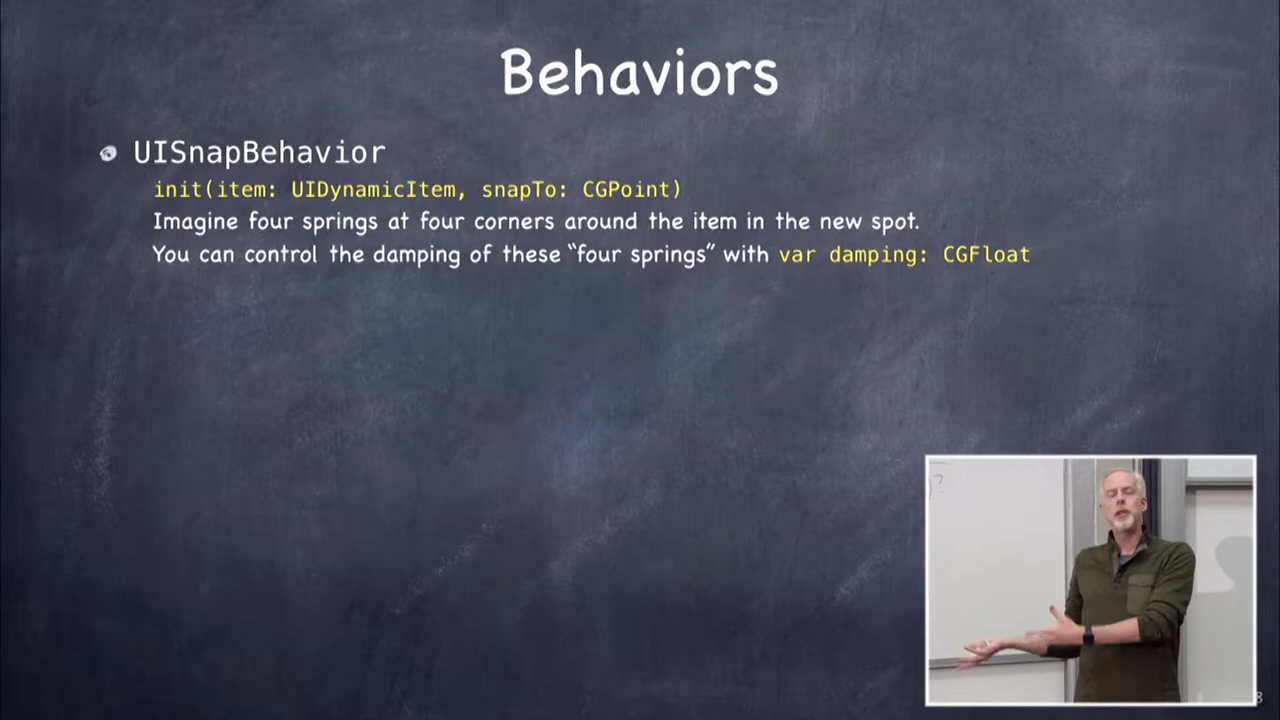 Behaviors
UISnapBehavior
init(item: UIDynamicItem, snapTo: CGPoint)
Imagine four springs at four corners around the item in the new spot.
You can control the damping of these “four springs” with var damping: CGFloat
)?
8